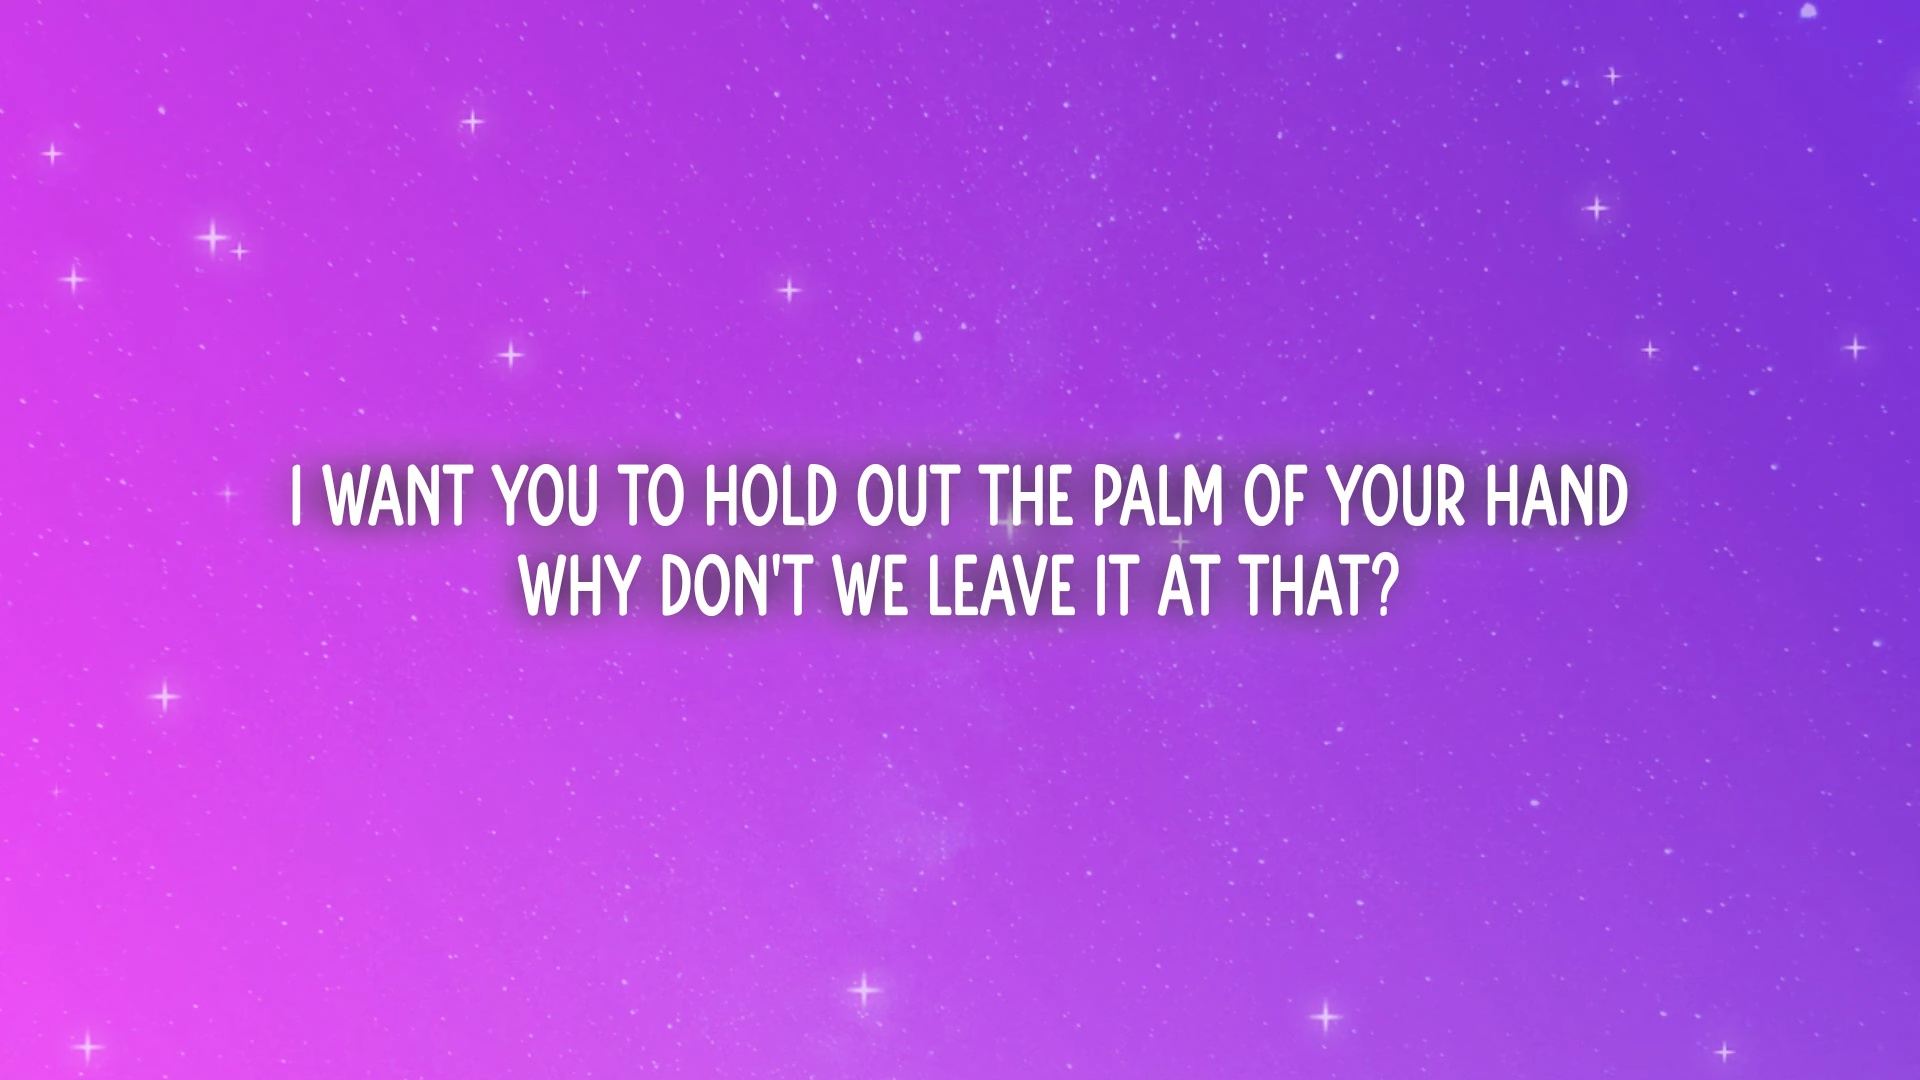 I WANT YOU TO HOLD OUT THE PALM OF YOUR HAND
WHY DON'T WE LEAVE IT AT THAT?